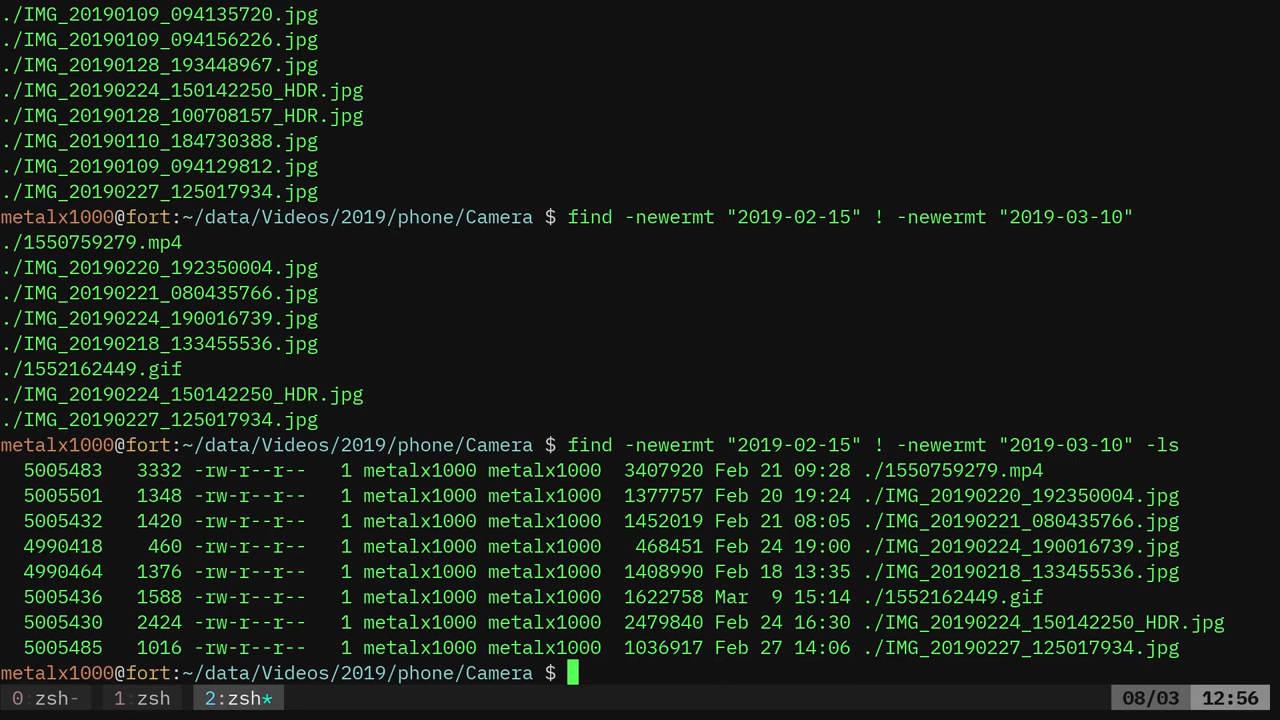 ./IMG_20190109_094135720.jpg
./IMG_20190109_094156226.jpg
./IMG_20190128_193448967.jpg
./IMG_20190224_150142250_HDR.jpg
./IMG_20190128_100708157_HDR.jpg
./IMG_20190110_184730388.jpg
./IMG_20190109_094129812.jpg
./IMG_20190227_125017934.jpg
metalx1000@fort:~/data/Videos/2019/phone/Camera $ find -newermt "2019-02-15" ! -newermt "2019-03-10"
./1550759279.mp4
./IMG_20190220_192350004.jpg
./IMG_20190221_080435766.jpg
./IMG_20190224_190016739.jpg
./IMG_20190218_133455536.jpg
./1552162449.gif
./IMG_20190224_150142250_HDR.jpg
./IMG_20190227_125017934.jpg
metalx1000@fort:~/data/Videos/2019/phone/Camera $ find -newermt "2019-02-15" ! -newermt "2019-03-10" -ls
  5005483   3332 -rw-r--r--   1 metalx1000 metalx1000  3407920 Feb 21 09:28 ./1550759279.mp4
  5005501   1348 -rw-r--r--   1 metalx1000 metalx1000  1377757 Feb 20 19:24 ./IMG_20190220_192350004.jpg
  5005432   1420 -rw-r--r--   1 metalx1000 metalx1000  1452019 Feb 21 08:05 ./IMG_20190221_080435766.jpg
  4990418    460 -rw-r--r--   1 metalx1000 metalx1000   468451 Feb 24 19:00 ./IMG_20190224_190016739.jpg
  4990464   1376 -rw-r--r--   1 metalx1000 metalx1000  1408990 Feb 18 13:35 ./IMG_20190218_133455536.jpg
  5005436   1588 -rw-r--r--   1 metalx1000 metalx1000  1622758 Mar  9 15:14 ./1552162449.gif
  5005430   2424 -rw-r--r--   1 metalx1000 metalx1000  2479840 Feb 24 16:30 ./IMG_20190224_150142250_HDR.jpg
  5005485   1016 -rw-r--r--   1 metalx1000 metalx1000  1036917 Feb 27 14:06 ./IMG_20190227_125017934.jpg
metalx1000@fort:~/data/Videos/2019/phone/Camera $
0:zsh- 1:zsh 2:zsh* 08/03 12:56